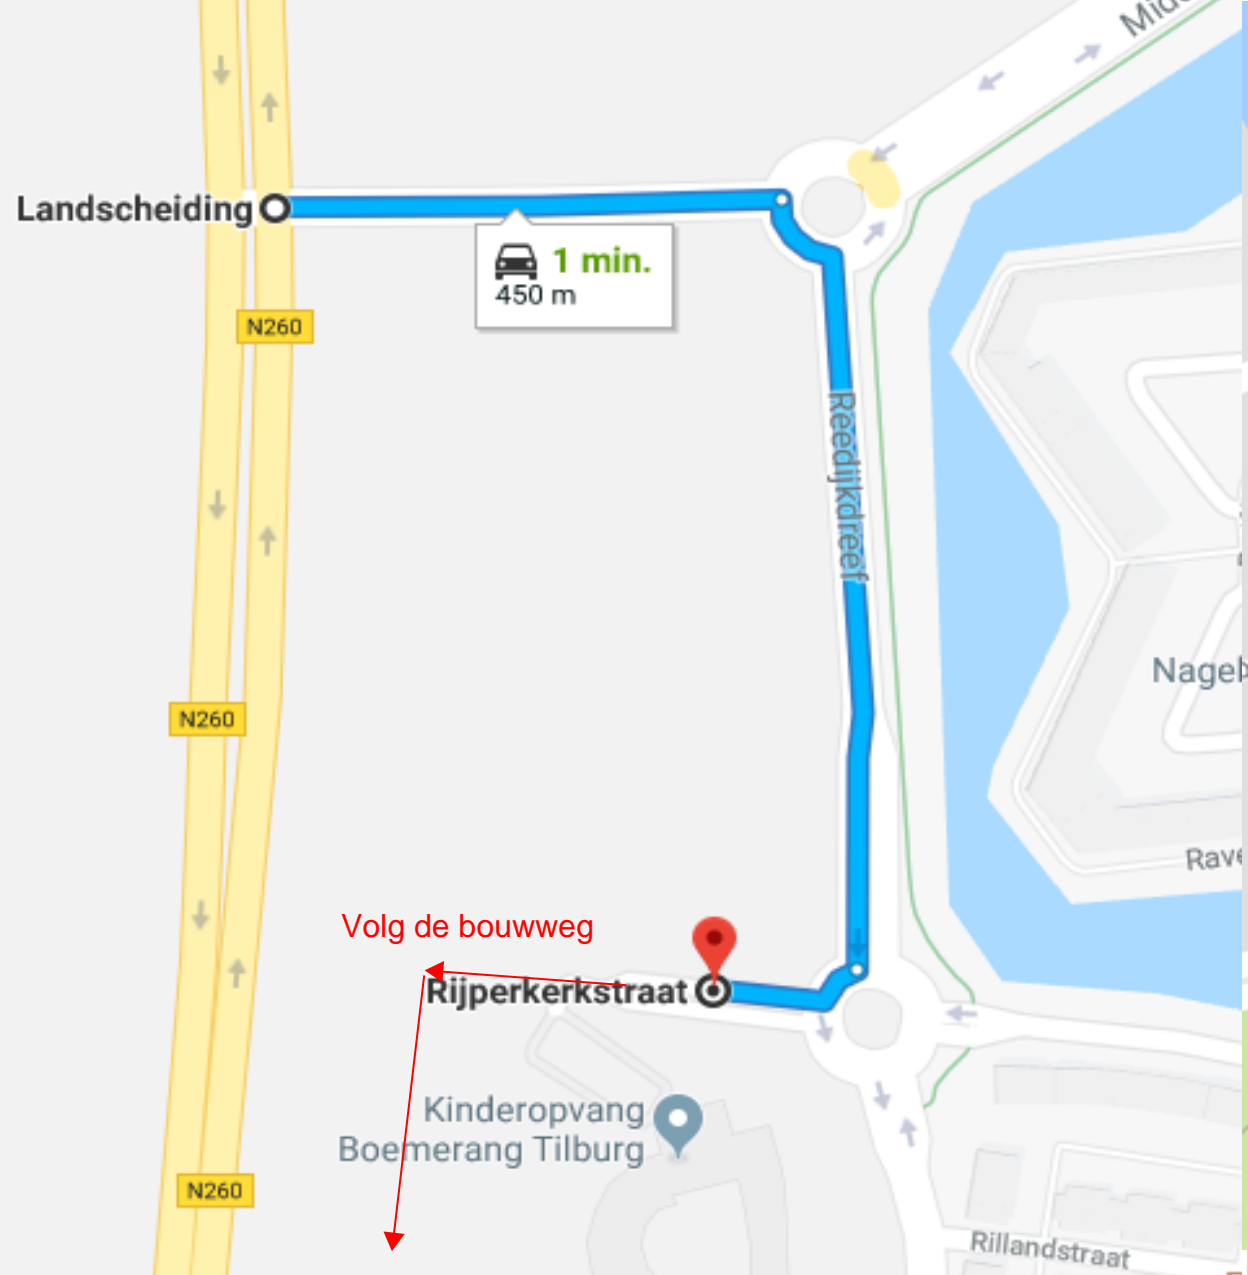 Landscheiding
1 min.
450 m
N260
Reedijkdreef
N260
Volg de bouwweg
Rijperkerkstraat
Kinderopvang
Boemerang Tilburg
N260
Rillandstraat